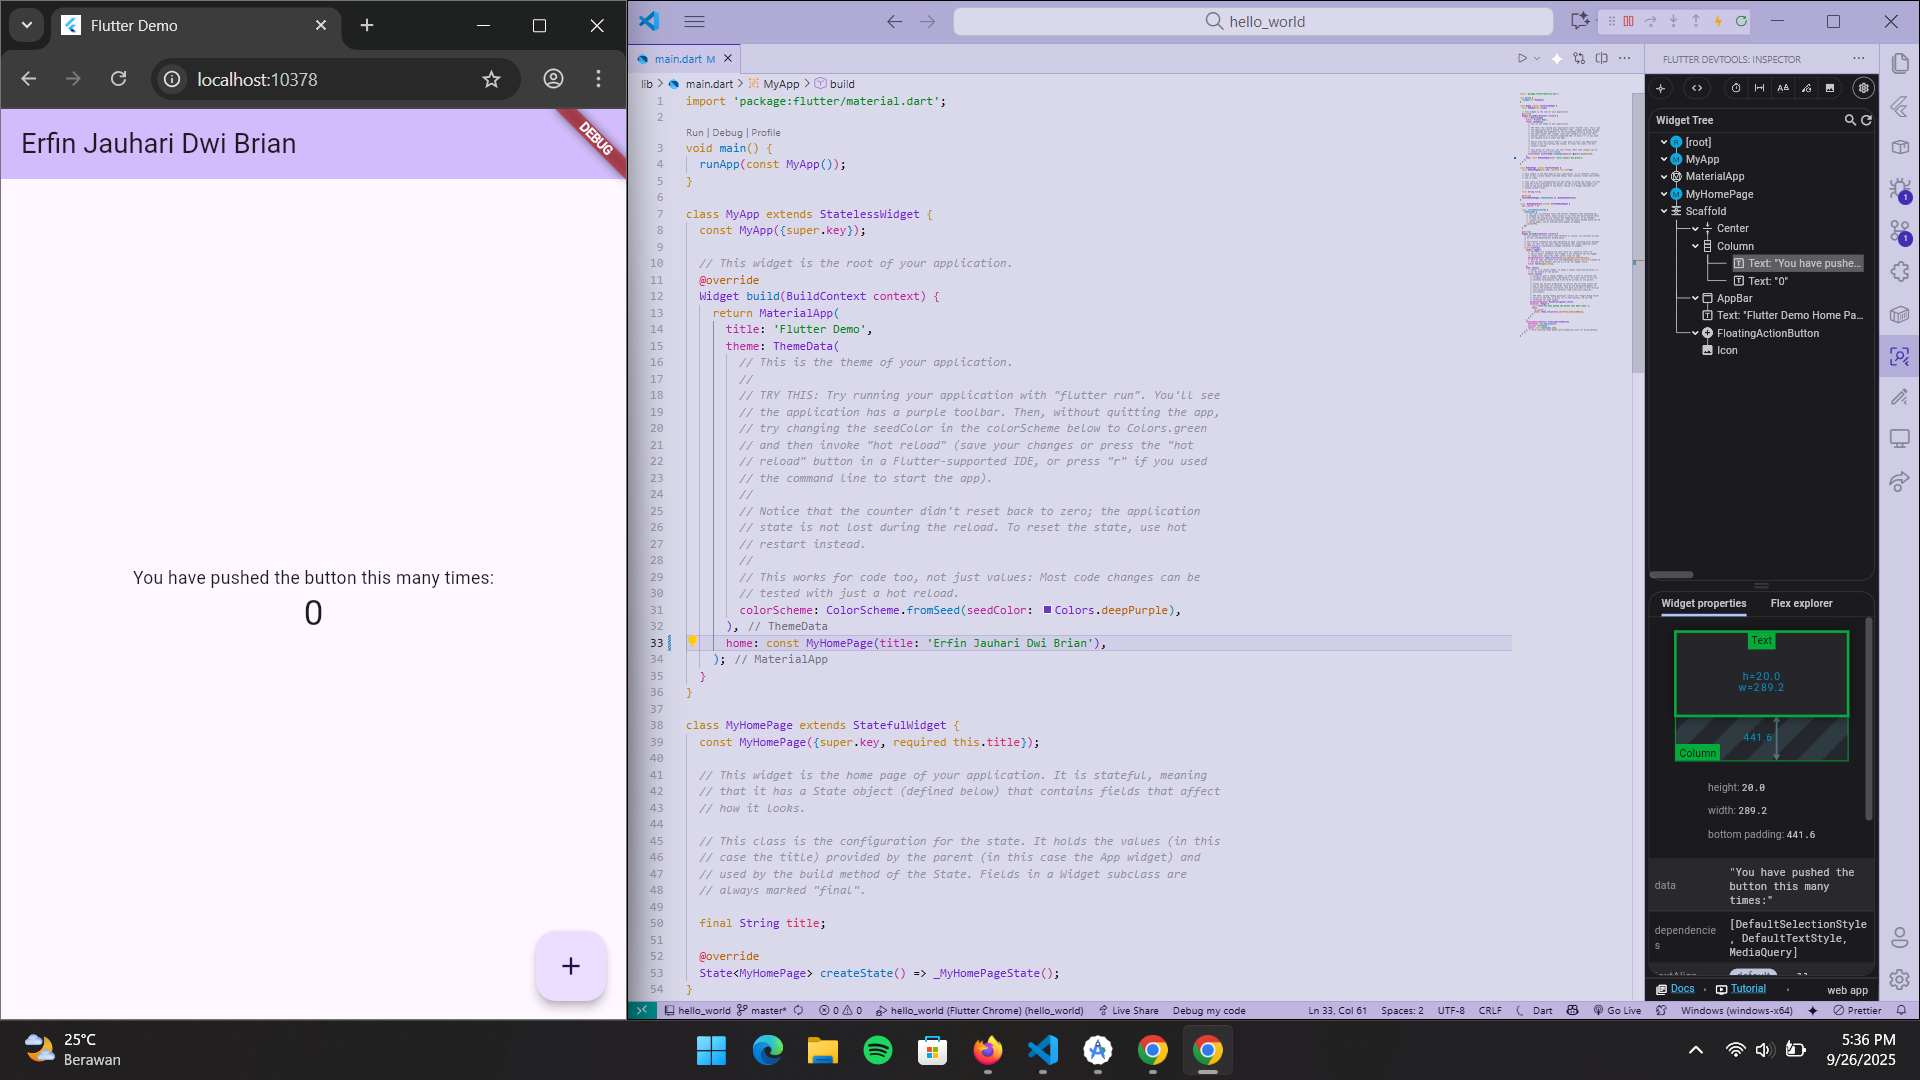 Flutter Demo
localhost:10378
Erfin Jauhari Dwi Brian
DEBUG
You have pushed the button this many times:
0
+
hello_world
main.dart M
lib > main.dart > MyApp > build
1 import 'package:flutter/material.dart';
2
Run | Debug | Profile
3 void main() {
4 runApp(const MyApp());
5 }
6
7 class MyApp extends StatelessWidget {
8 const MyApp({super.key});
9
10 // This widget is the root of your application.
11 @override
12 Widget build(BuildContext context) {
13 return MaterialApp(
14 title: 'Flutter Demo',
15 theme: ThemeData(
16 // This is the theme of your application.
17 //
18 // TRY THIS: Try running your application with "flutter run". You'll see
19 // the application has a purple toolbar. Then, without quitting the app,
20 // try changing the seedColor in the colorScheme below to Colors.green
21 // and then invoke "hot reload" (save your changes or press the "hot
22 // reload" button in a Flutter-supported IDE, or press "r" if you used
23 // the command line to start the app).
24 //
25 // Notice that the counter didn't reset back to zero; the application
26 // state is not lost during the reload. To reset the state, use hot
27 // restart instead.
28 //
29 // This works for code too, not just values: Most code changes can be
30 // tested with just a hot reload.
31 colorScheme: ColorScheme.fromSeed(seedColor: Colors.deepPurple),
32 ), // ThemeData
33 home: const MyHomePage(title: 'Erfin Jauhari Dwi Brian'),
34 ); // MaterialApp
35 }
36 }
37
38 class MyHomePage extends StatefulWidget {
39 const MyHomePage({super.key, required this.title});
40
41 // This widget is the home page of your application. It is stateful, meaning
42 // that it has a State object (defined below) that contains fields that affect
43 // how it looks.
44
45 // This class is the configuration for the state. It holds the values (in this
46 // case the title) provided by the parent (in this case the App widget) and
47 // used by the build method of the State. Fields in a Widget subclass are
48 // always marked "final".
49
50 final String title;
51
52 @override
53 State<MyHomePage> createState() => _MyHomePageState();
54 }
FLUTTER DEVTOOLS: INSPECTOR
Widget Tree
[root]
MyApp
MaterialApp
MyHomePage
Scaffold
Center
Column
Text: "You have pushe...
Text: "0"
AppBar
Text: "Flutter Demo Home Pa...
FloatingActionButton
Icon
Widget properties Flex explorer
Text
h=20.0
w=289.2
441.6
Column
height: 20.0
width: 289.2
bottom padding: 441.6
data "You have pushed the
button this many
times:"
dependencies [DefaultSelectionStyle
, DefaultTextStyle,
MediaQuery]
Docs Tutorial web app
1
1
hello_world master* 0 0 hello_world (Flutter Chrome) (hello_world) Live Share Debug my code Ln 33, Col 61 Spaces: 2 UTF-8 CRLF Dart Go Live Windows (windows-x64) Prettier
25°C
Berawan
5:36 PM
9/26/2025